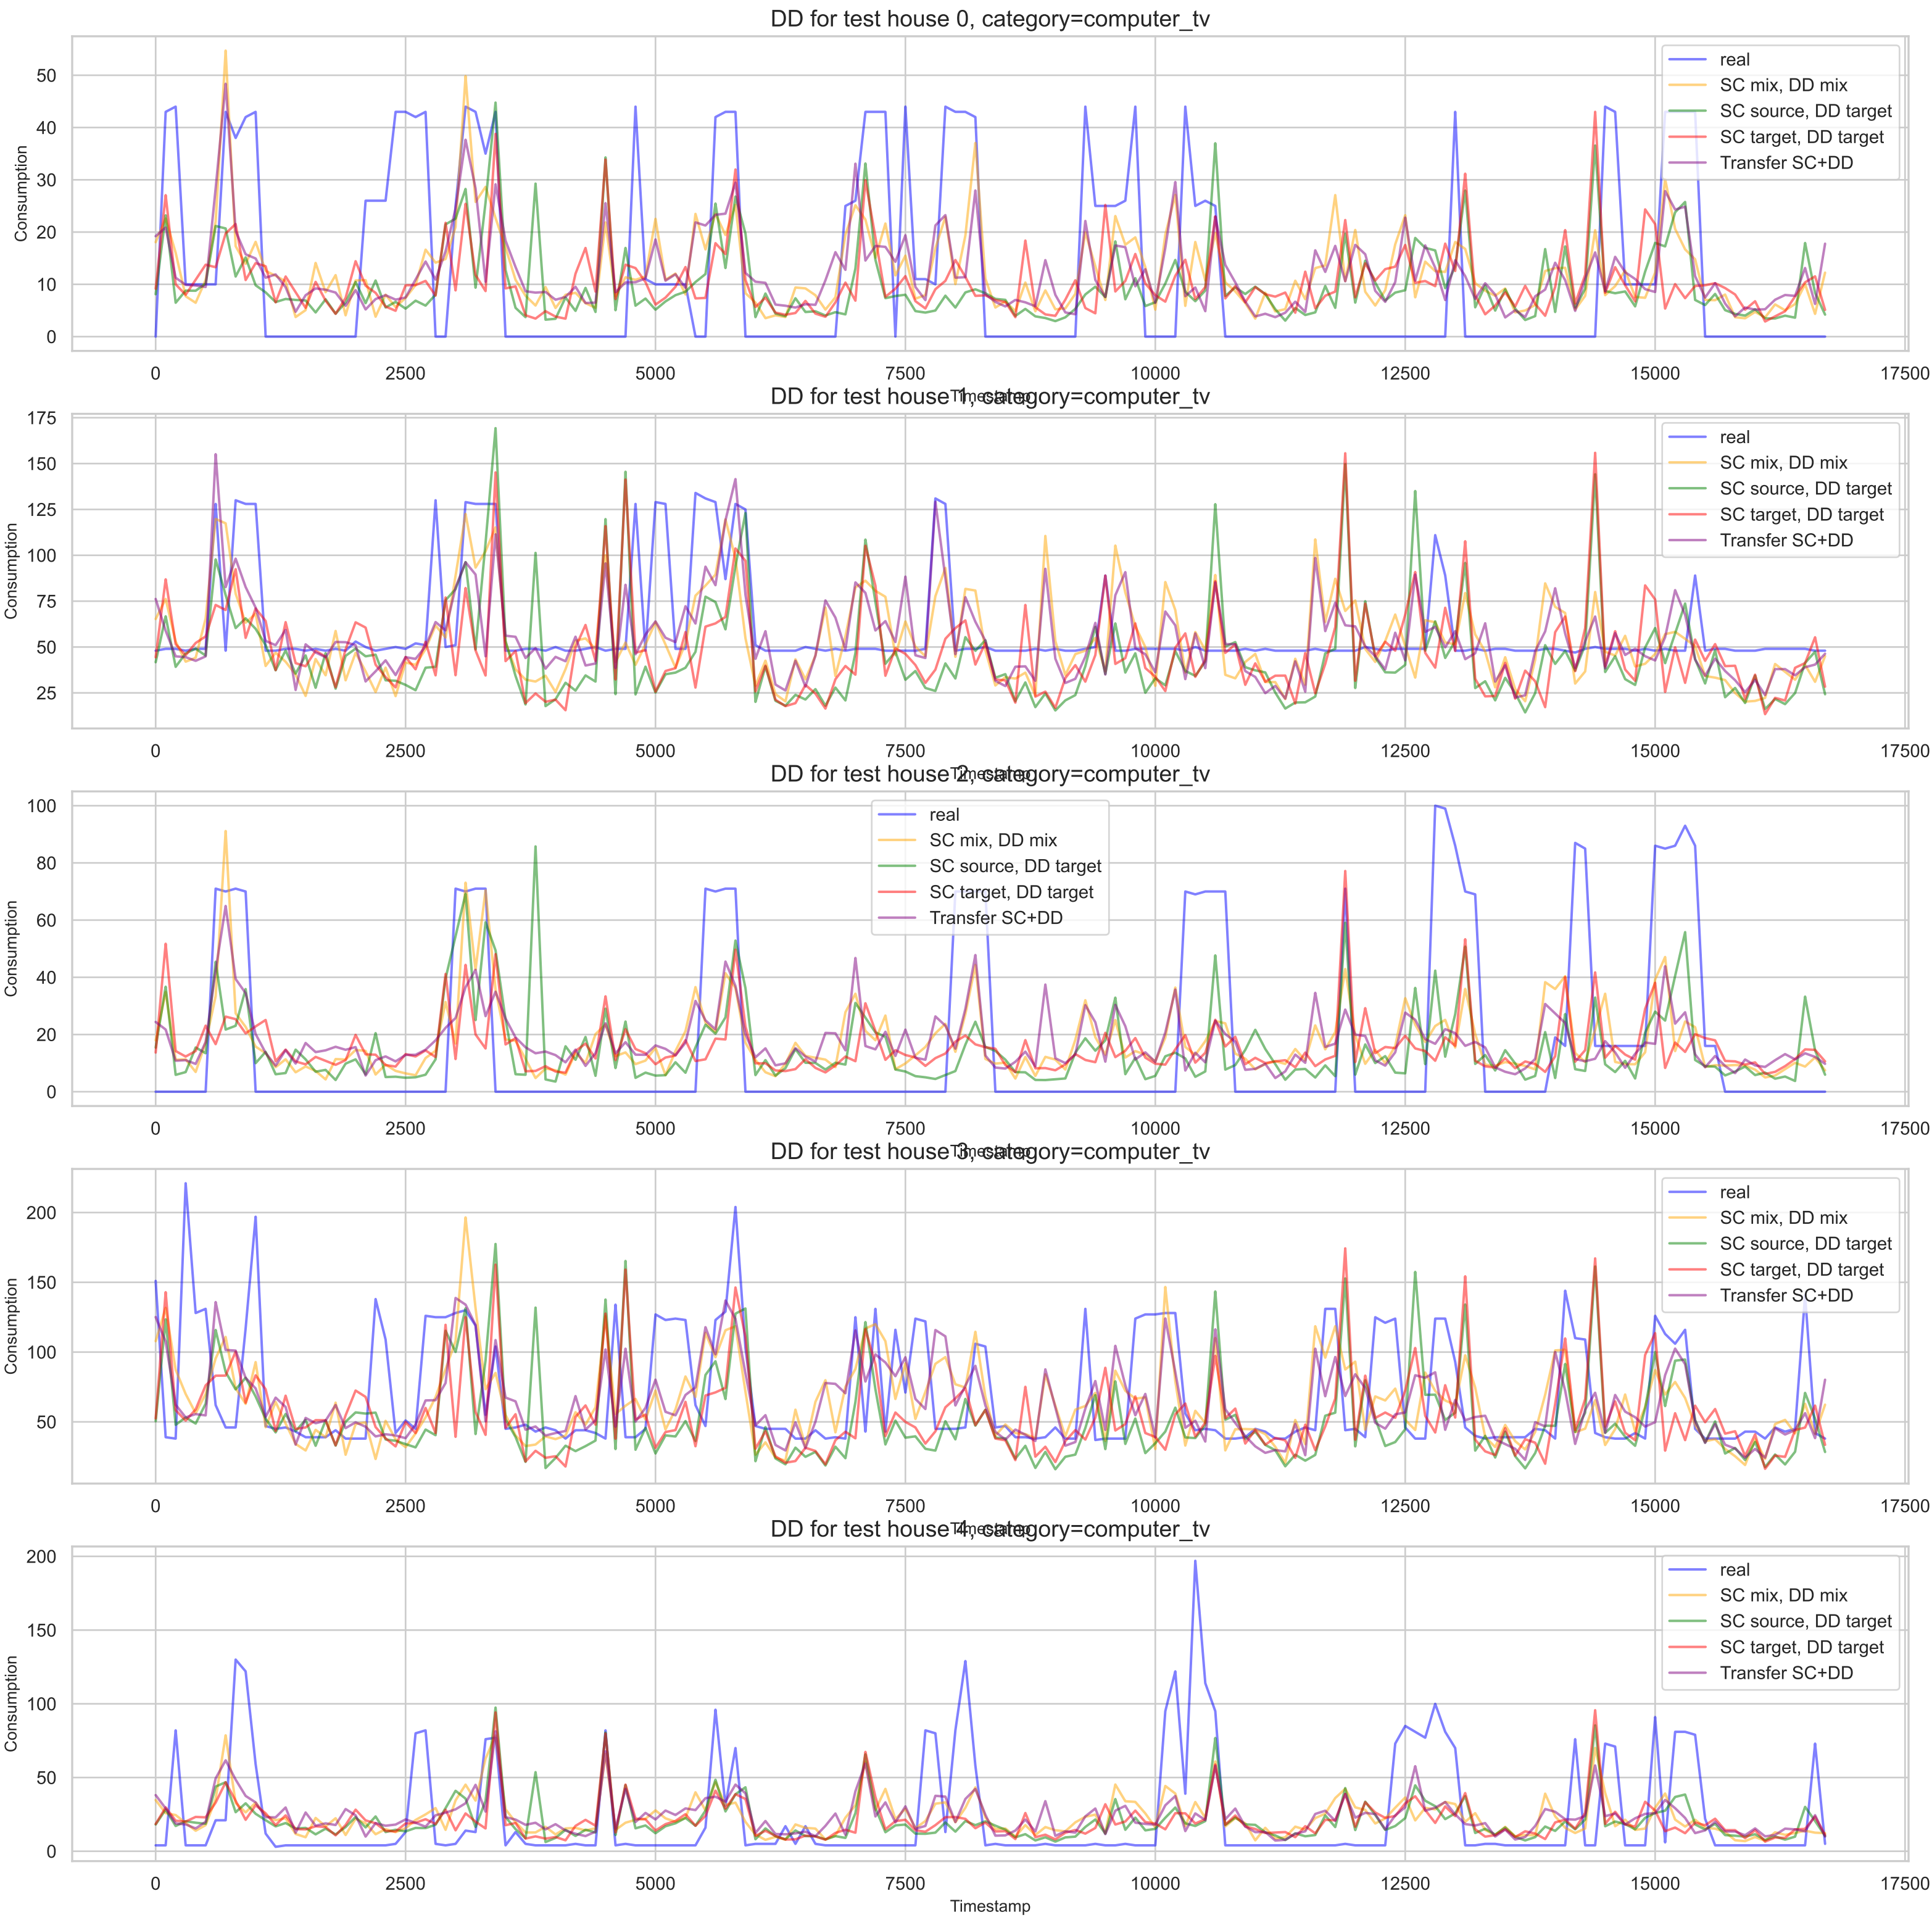 DD for test house 0, category=computer_tv
50
40
30
20
10
0
Consumption
real
SC mix, DD mix
SC source, DD target
SC target, DD target
Transfer SC+DD
0 2500 5000 7500 10000 12500 15000 17500
Timestamp
DD for test house 1, category=computer_tv
175
150
125
100
75
50
25
Consumption
real
SC mix, DD mix
SC source, DD target
SC target, DD target
Transfer SC+DD
0 2500 5000 7500 10000 12500 15000 17500
Timestamp
DD for test house 2, category=computer_tv
100
80
60
40
20
0
Consumption
real
SC mix, DD mix
SC source, DD target
SC target, DD target
Transfer SC+DD
0 2500 5000 7500 10000 12500 15000 17500
Timestamp
DD for test house 3, category=computer_tv
200
150
100
50
Consumption
real
SC mix, DD mix
SC source, DD target
SC target, DD target
Transfer SC+DD
0 2500 5000 7500 10000 12500 15000 17500
Timestamp
DD for test house 4, category=computer_tv
200
150
100
50
0
Consumption
real
SC mix, DD mix
SC source, DD target
SC target, DD target
Transfer SC+DD
0 2500 5000 7500 10000 12500 15000 17500
Timestamp